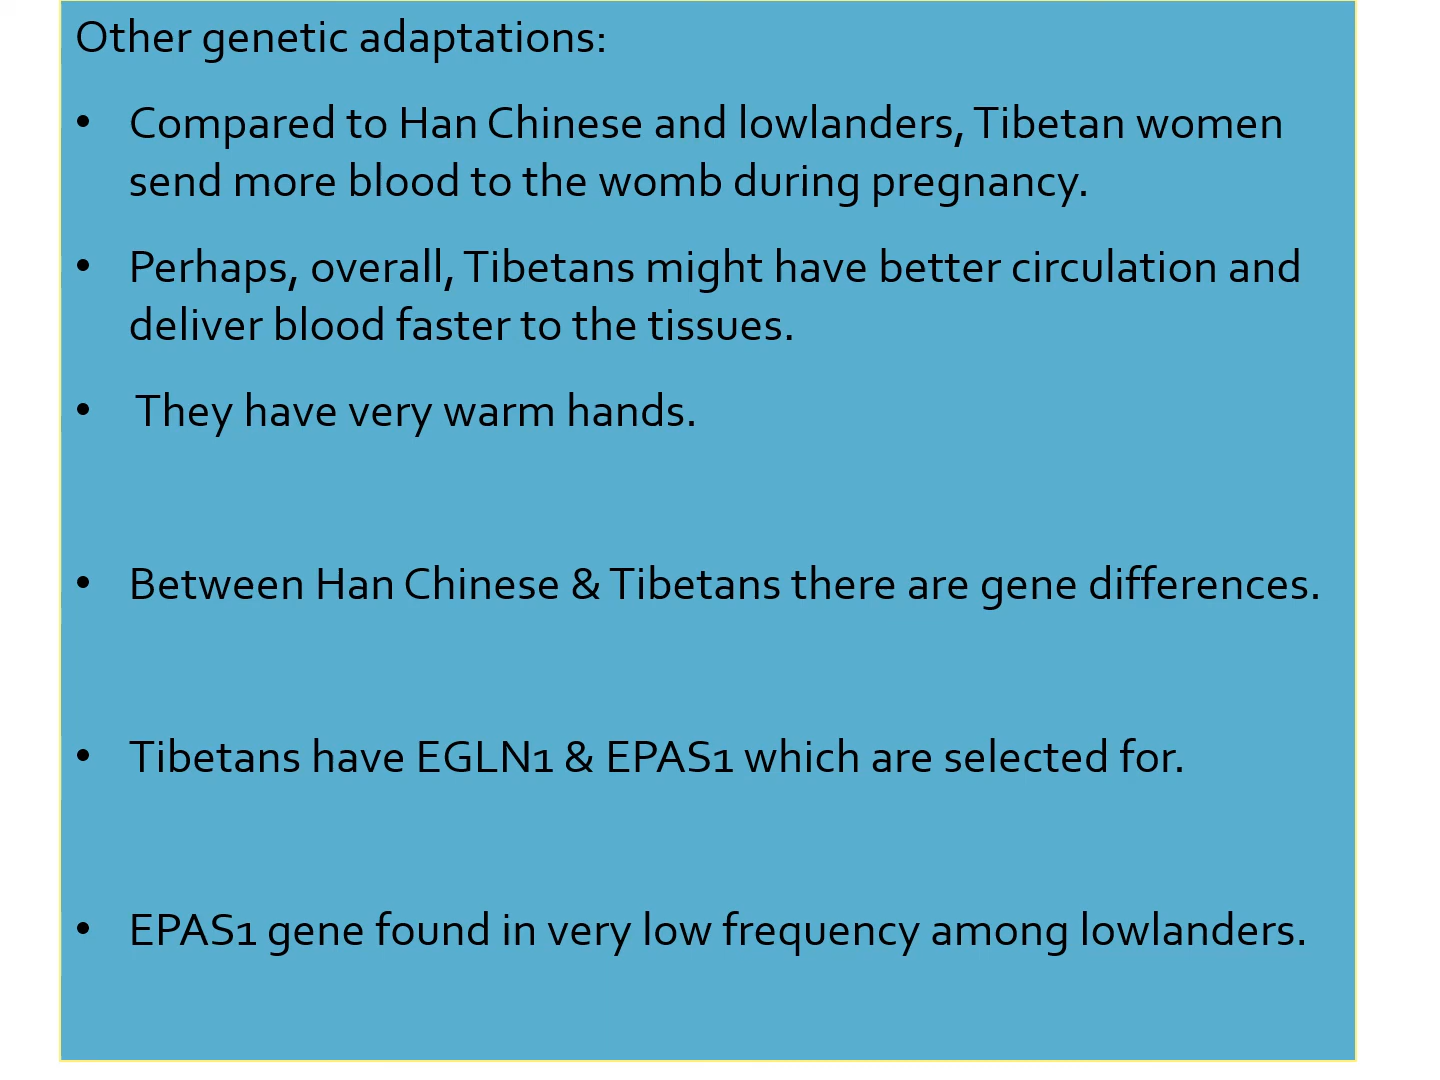 Other genetic adaptations:
• Compared to Han Chinese and lowlanders, Tibetan women
send more blood to the womb during pregnancy.
• Perhaps, overall, Tibetans might have better circulation and
deliver blood faster to the tissues.
• They have very warm hands.
• Between Han Chinese & Tibetans there are gene differences.
• Tibetans have EGLN1 & EPAS1 which are selected for.
• EPAS1 gene found in very low frequency among lowlanders.